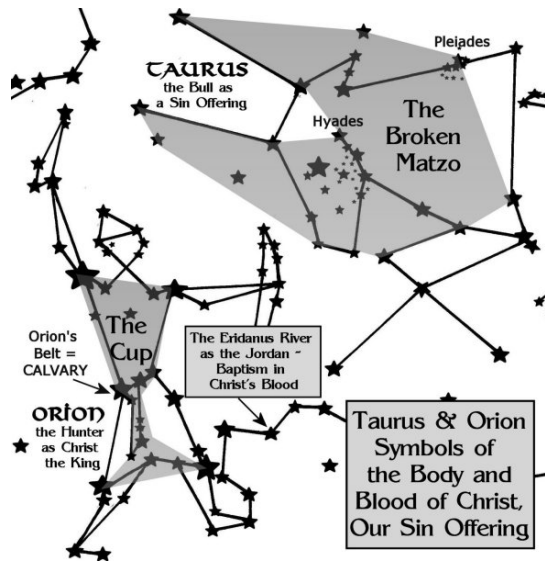 Pleiades
TAURUS
the Bull as
a Sin Offering
Hyades
The
Broken
Matzo
The
Cup
Orion's
Belt =
CALVARY
The Eridanus River
as the Jordan -
Baptism in
Christ's Blood
ORION
the Hunter
as Christ
the King
Taurus & Orion
Symbols of
the Body and
Blood of Christ,
Our Sin Offering